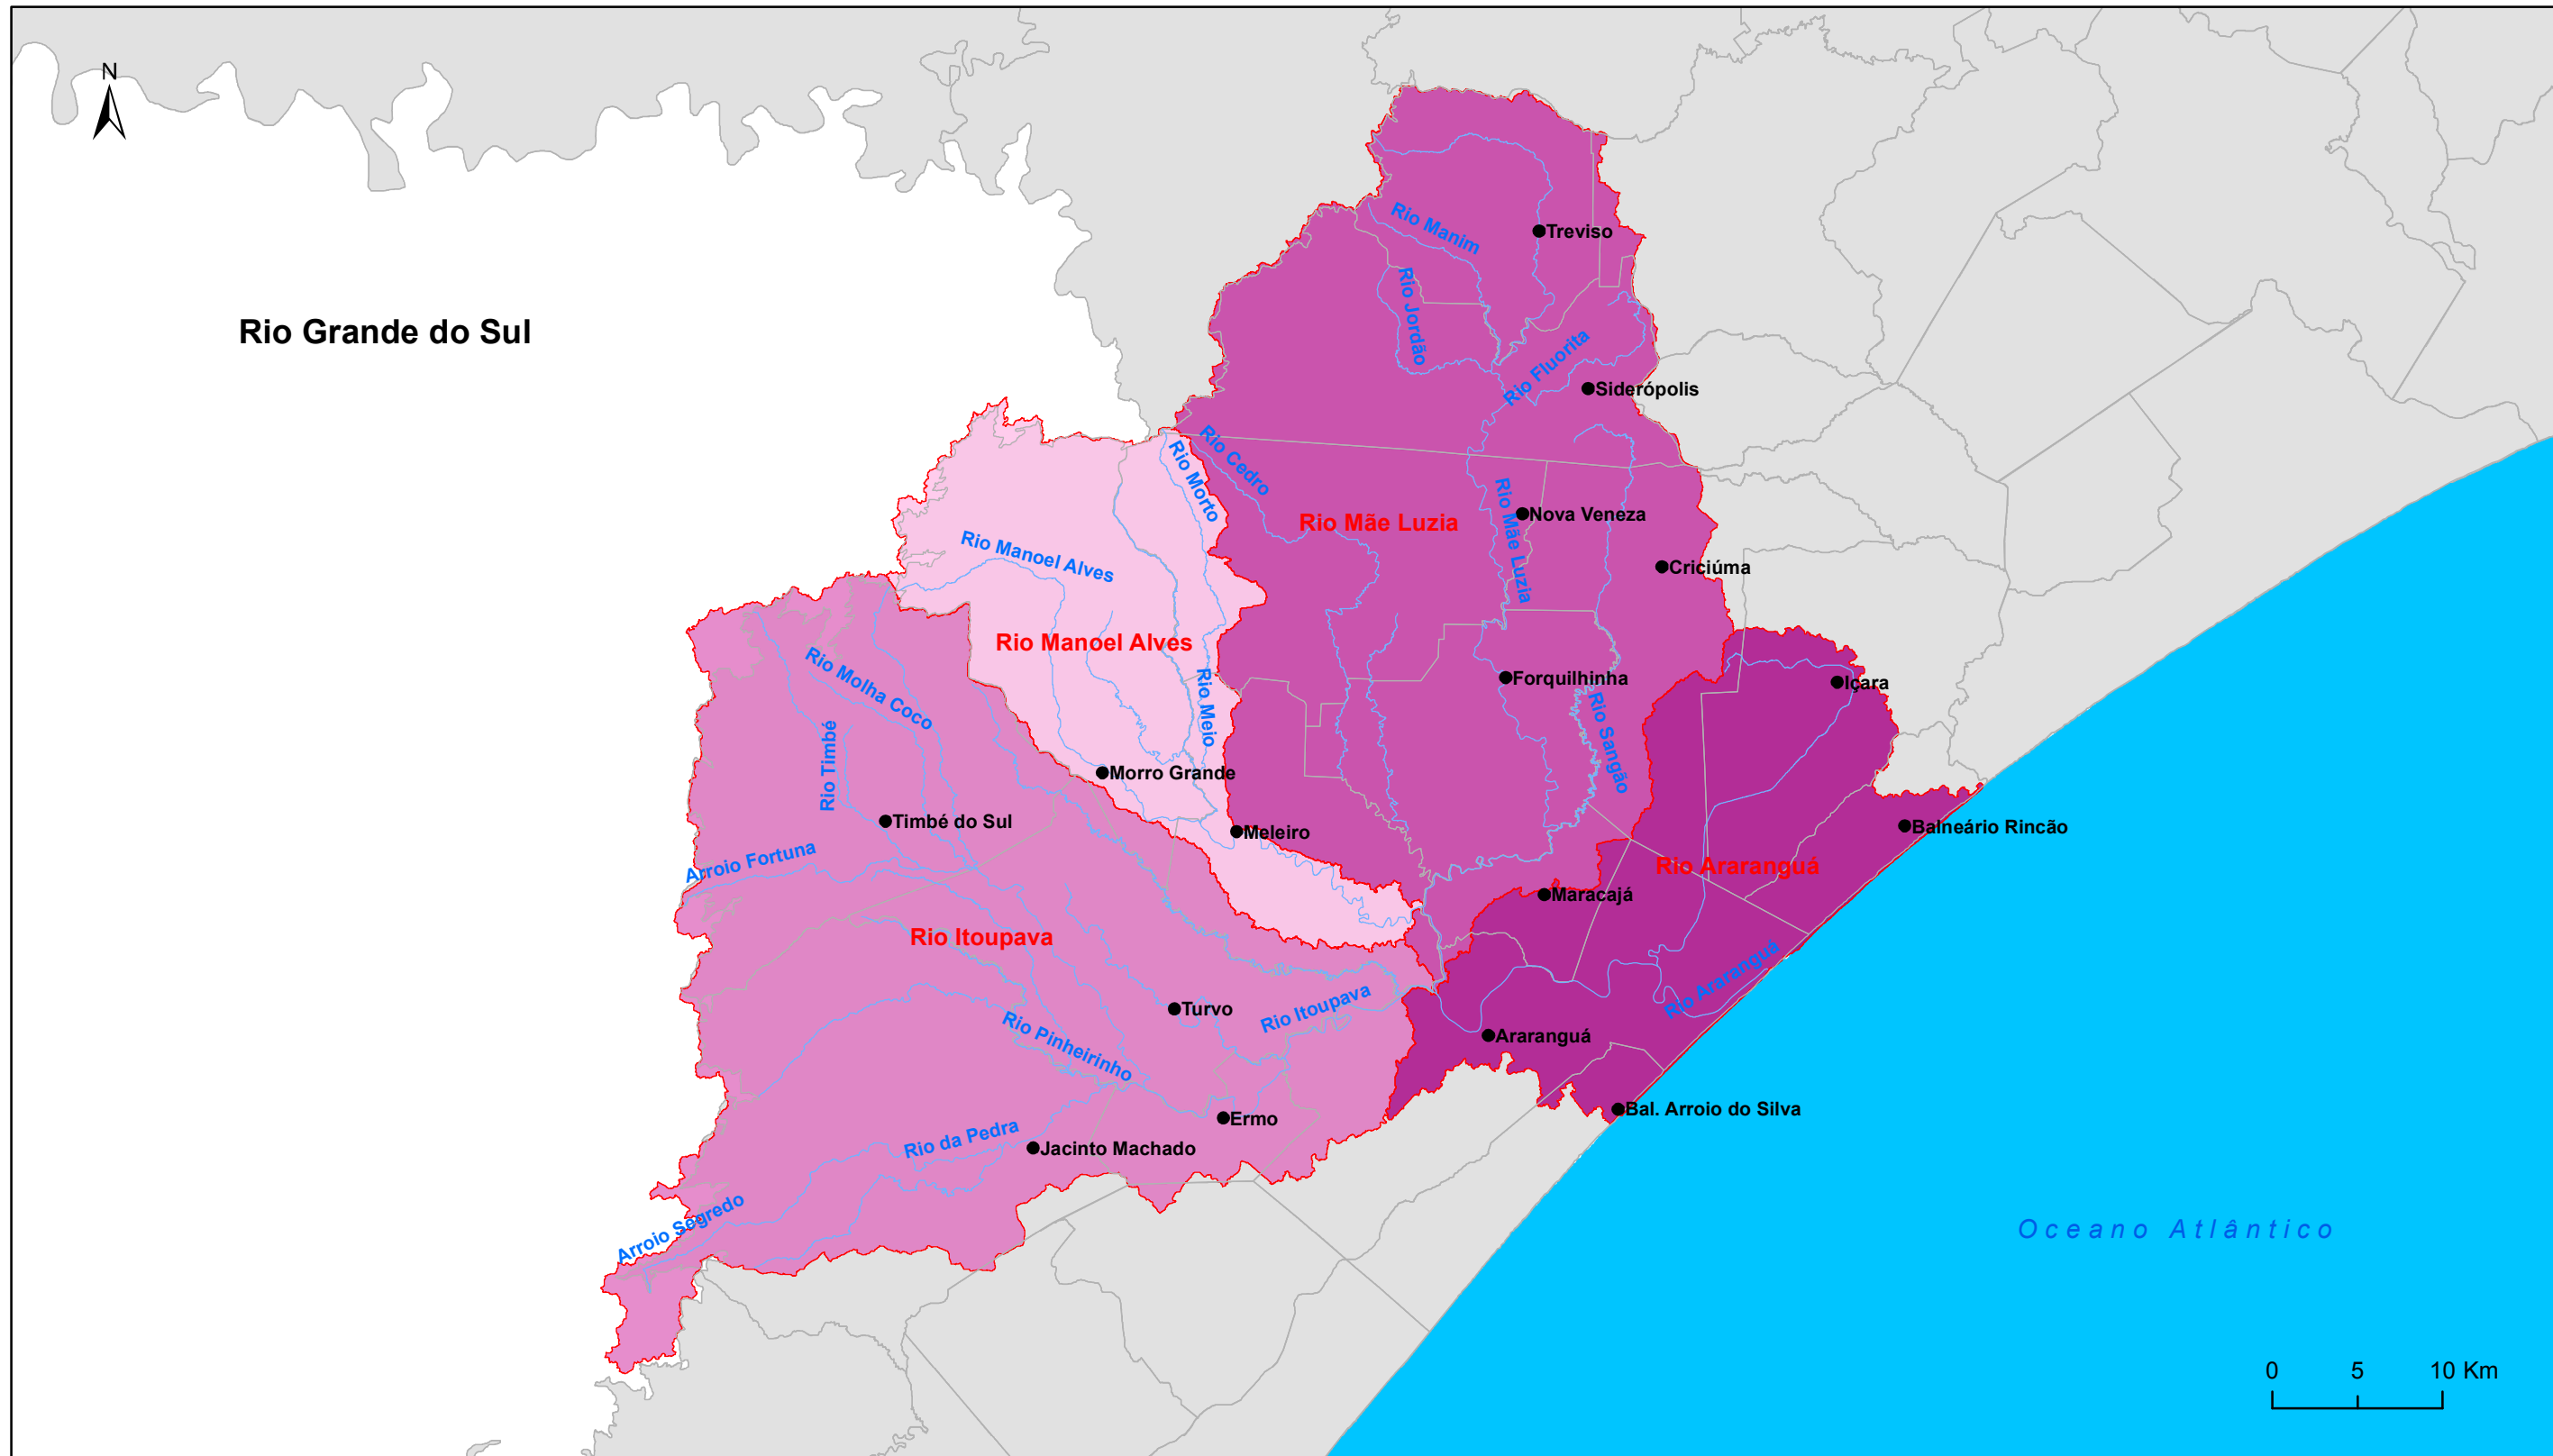 N
Rio Grande do Sul
Rio Manim
Treviso
Rio Jordão
Rio Fluorita
Siderópolis
Rio Cedro
Rio Morto
Rio Mãe Luzia
Rio Mãe Luzia
Nova Veneza
Rio Manoel Alves
Criciúma
Rio Manoel Alves
Rio Molha Coco
Rio Meio
Forquilhinha
Içara
Rio Sangão
Rio Timbé
Morro Grande
Timbé do Sul
Meleiro
Balneário Rincão
Arroio Fortuna
Rio Araranguá
Maracajá
Rio Itoupava
Rio Araranguá
Turvo
Rio Itoupava
Araranguá
Rio Pinheirinho
Bal. Arroio do Silva
Ermo
Rio da Pedra
Jacinto Machado
Arroio Segredo
Oceano Atlântico
0 5 10 Km